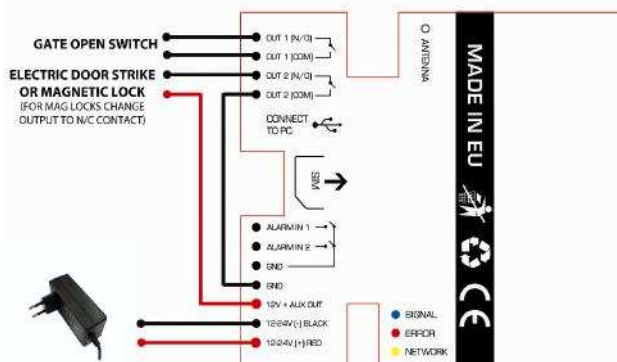 GATE OPEN SWITCH
ELECTRIC DOOR STRIKE
OR MAGNETIC LOCK
(FOR MAG LOCKS CHANGE
OUTPUT TO N/C CONTACT)
OUT 1 (N/O)
OUT 1 (COM)
OUT 2 (N/O)
OUT 2 (COM)
CONNECT
TO PC
SIM
ALARM IN 1
ALARM IN 2
GND
GND
12V + AUX OUT
12-24V (-) BLACK
12-24V (+) RED
ANTENNA
SIGNAL
ERROR
NETWORK
MADE IN EU
CE